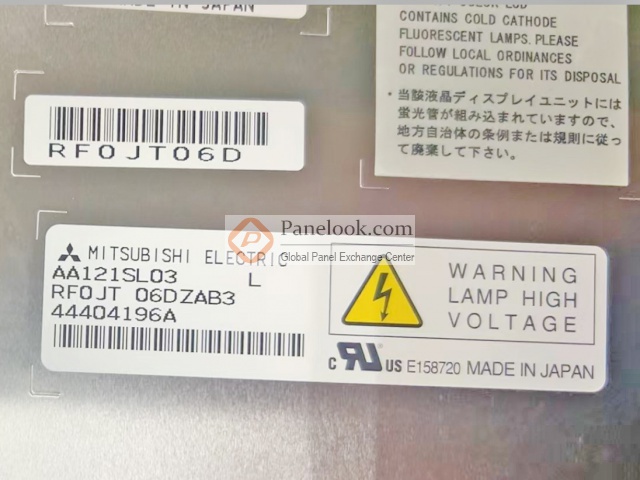 MADE IN JAPAN
CONTAINS COLD CATHODE
FLUORESCENT LAMPS. PLEASE
FOLLOW LOCAL ORDINANCES
OR REGULATIONS FOR ITS DISPOSAL
・当該液晶ディスプレイユニットには
蛍光管が組み込まれていますので、
地方自治体の条例または規則に従っ
て廃棄して下さい。
RF0JT06D
Panelook.com
Global Panel Exchange Center
MITSUBISHI ELECTRIC
AA121SL03 L
RF0JT 06DZAB3
44404196A
WARNING
LAMP HIGH
VOLTAGE
c RU US E158720 MADE IN JAPAN